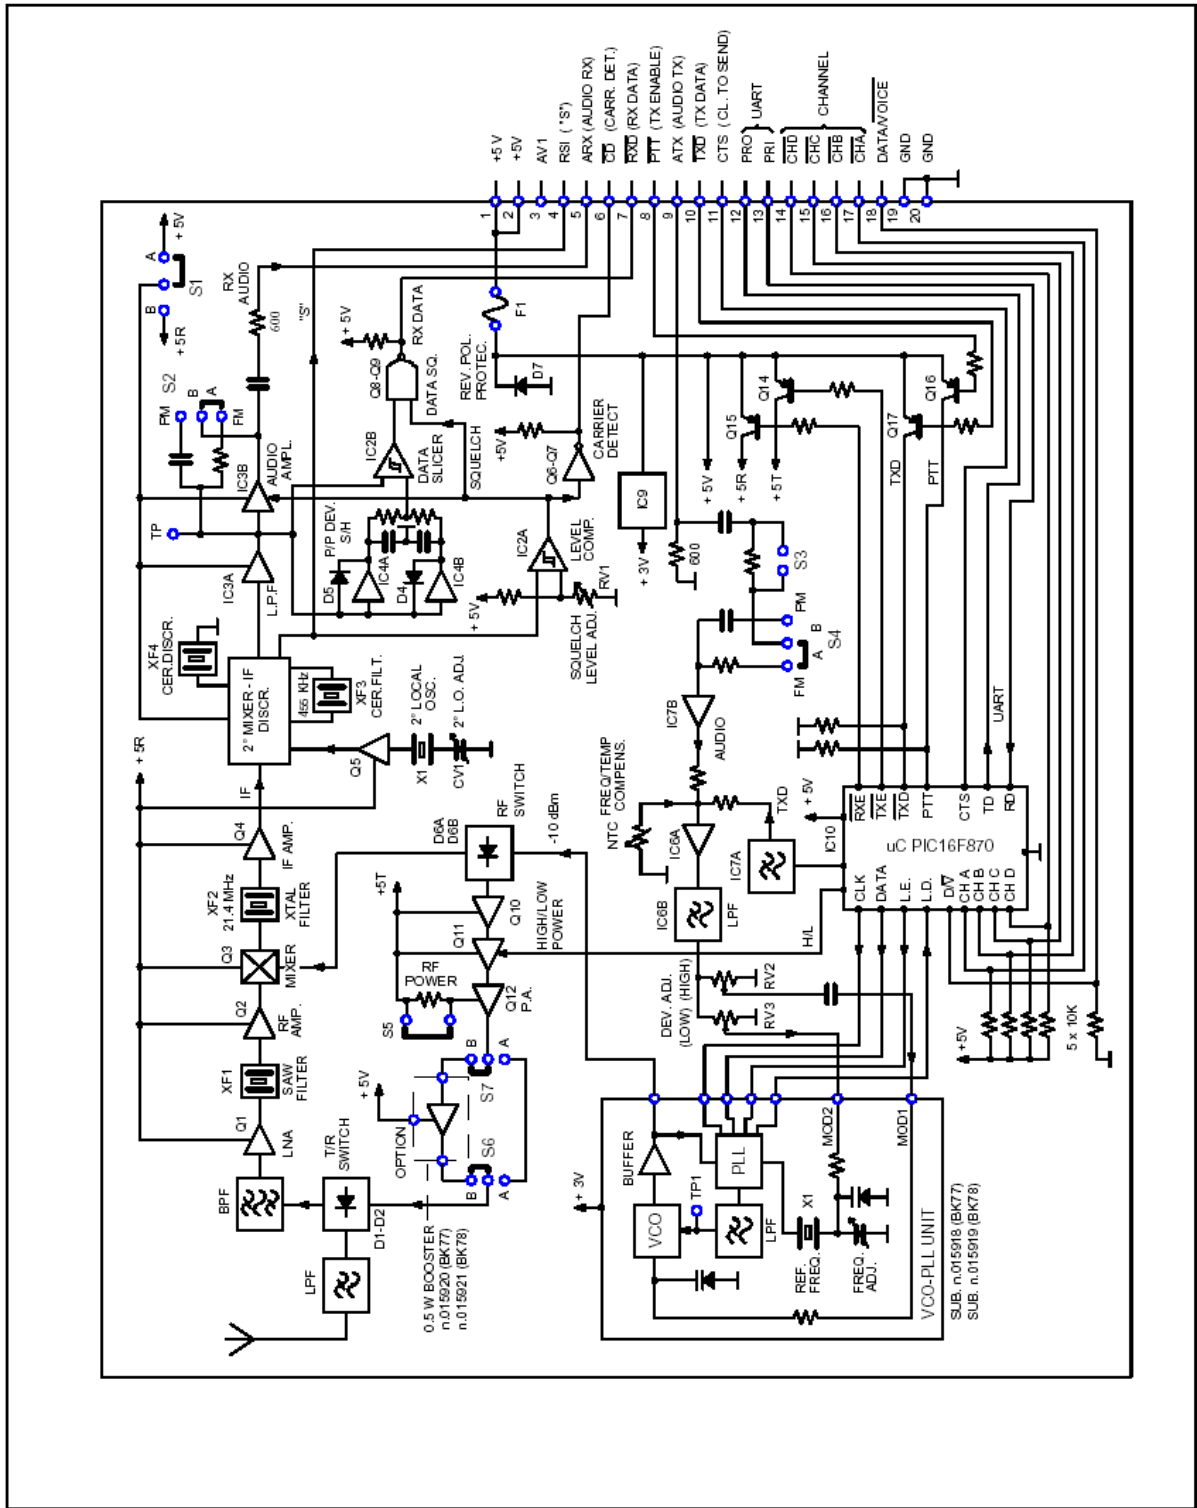 +5V
+5V
AV1
RSI ( "S")
ARX (AUDIO RX)
CD (CARR. DET.)
RXD (RX DATA)
PTT (TX ENABLE)
ATX (AUDIO TX)
TXD (TX DATA)
CTS ( CL. TO SEND)
PRO
PRI
UART
CHD
CHC
CHB
CHA
CHANNEL
DATA/VOICE
GND
GND
1
2
3
4
5
6
7
8
9
10
11
12
13
14
15
16
17
18
19
20
A
+ 5V
S1
B
+ 5R
RX
AUDIO
600
"S"
S2
PM
B
A
FM
IC3B
AUDIO
AMPL.
TP
IC3A
L.P.F
+ 5V
RX DATA
Q8-Q9
DATA SQ.
IC2B
DATA
SLICER
SQUELCH
P/P DEV.
S/H
D5
IC4A
D4
IC4B
REV. POL.
PROTEC.
F1
D7
+5V
Q6-Q7
CARRIER
DETECT
IC2A
LEVEL
COMP.
+ 5V
RV1
SQUELCH
LEVEL ADJ.
XF4
CER.DISCR.
2° MIXER - IF
DISCR.
455 KHz
XF3
CER.FILT.
2° LOCAL
OSC.
X1
2° L.O. ADJ.
CV1
Q5
+ 5R
IF
Q4
IF AMP.
XF2
21.4 MHz
XTAL
FILTER
Q3
MIXER
Q2
RF
AMP.
XF1
SAW
FILTER
Q1
LNA
BPF
T/R
SWITCH
D1-D2
LPF
RF
SWITCH
D6A
D6B
-10 dBm
+5T
Q10
HIGH/LOW
POWER
Q11
RF
POWER
Q12
P.A.
S5
B
A
S7
+ 5V
OPTION
S6
B
A
0.5 W BOOSTER
n.015920 (BK77)
n.015921 (BK78)
IC9
+ 3V
+ 5V
+ 5R
+ 5T
Q15
Q14
Q17
Q16
TXD
PTT
600
S3
PM
B
A
FM
S4
IC7B
AUDIO
FREQ/TEMP
COMPENS.
NTC
IC6A
TXD
IC7A
IC6B
LPF
H/L
DEV. ADJ.
(LOW) (HIGH)
RV2
RV3
UART
+ 5V
IC10
RXE
TXE
TXD
PTT
CTS
TD
RD
uC PIC16F870
CLK
DATA
L.E.
L.D.
D/V
CH A
CH B
CH C
CH D
+5V
5 x 10K
+ 3V
BUFFER
VCO
TP1
PLL
LPF
REF.
FREQ.
X1
FREQ.
ADJ.
MOD2
MOD1
VCO-PLL UNIT
SUB. n.015918 (BK77)
SUB. n.015919 (BK78)